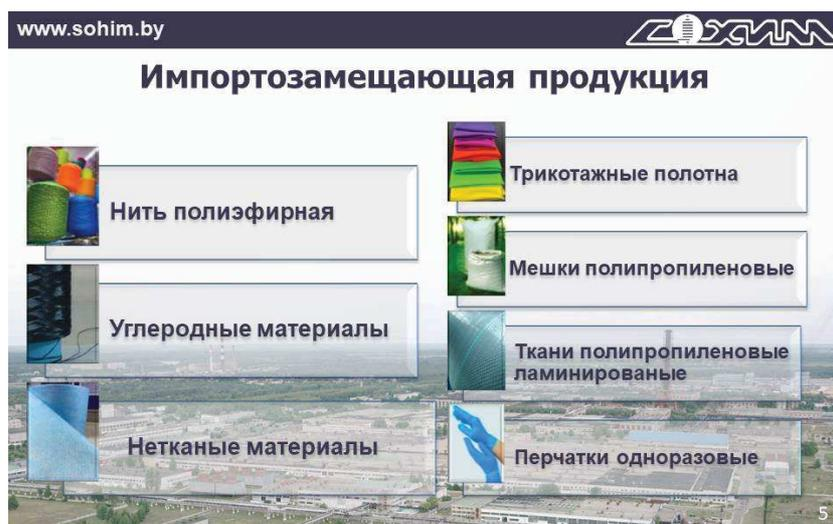 www.sohim.by
СОХИМ
Импортозамещающая продукция
Нить полиэфирная
Углеродные материалы
Нетканые материалы
Трикотажные полотна
Мешки полипропиленовые
Ткани полипропиленовые
ламинированые
Перчатки одноразовые
5